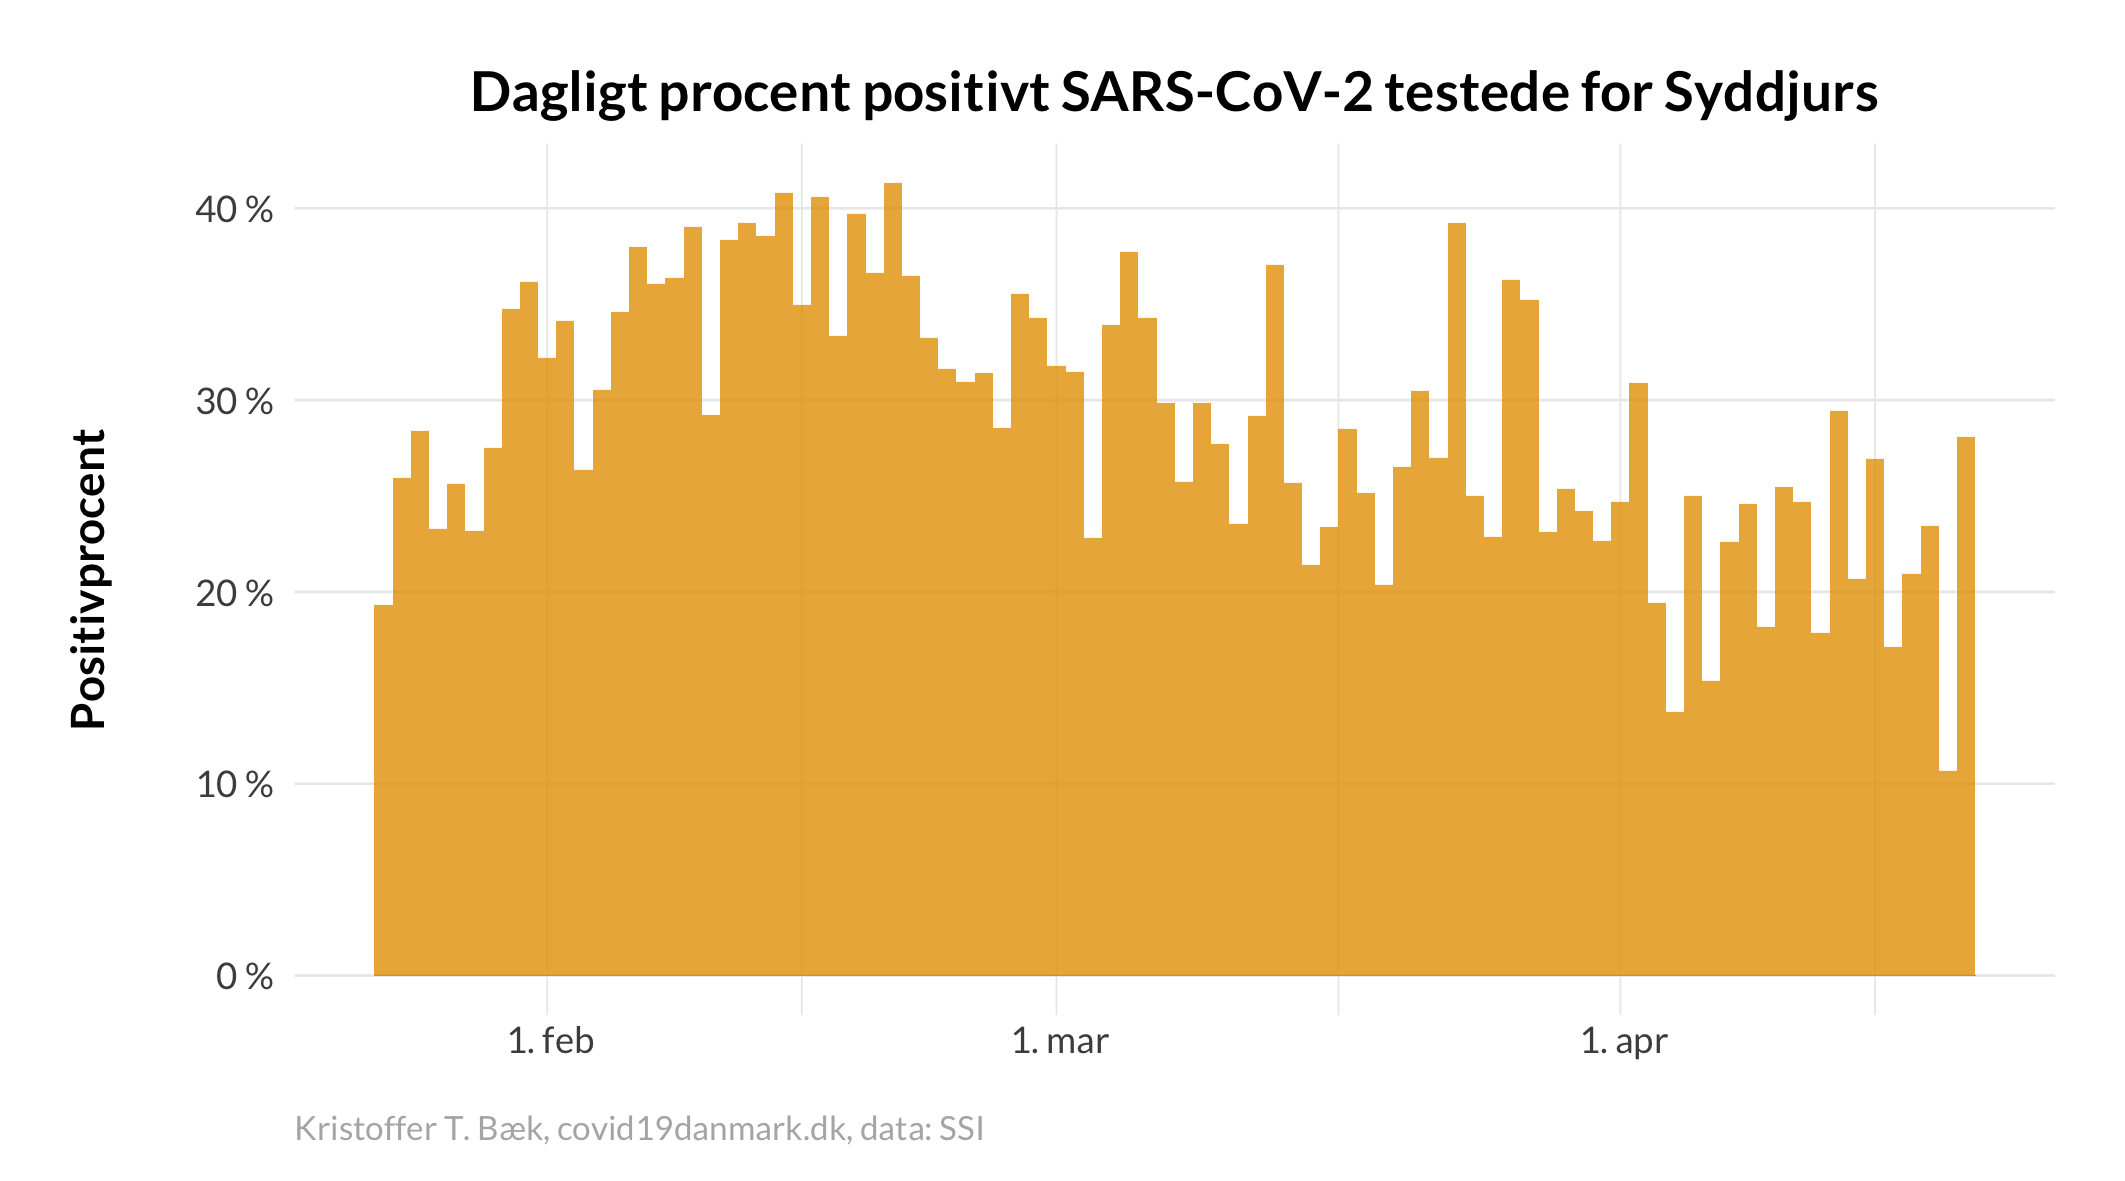 Dagligt procent positivt SARS-CoV-2 testede for Syddjurs
Positivprocent
40 %
30 %
20 %
10 %
0 %
1. feb
1. mar
1. apr
Kristoffer T. Bæk, covid19danmark.dk, data: SSI